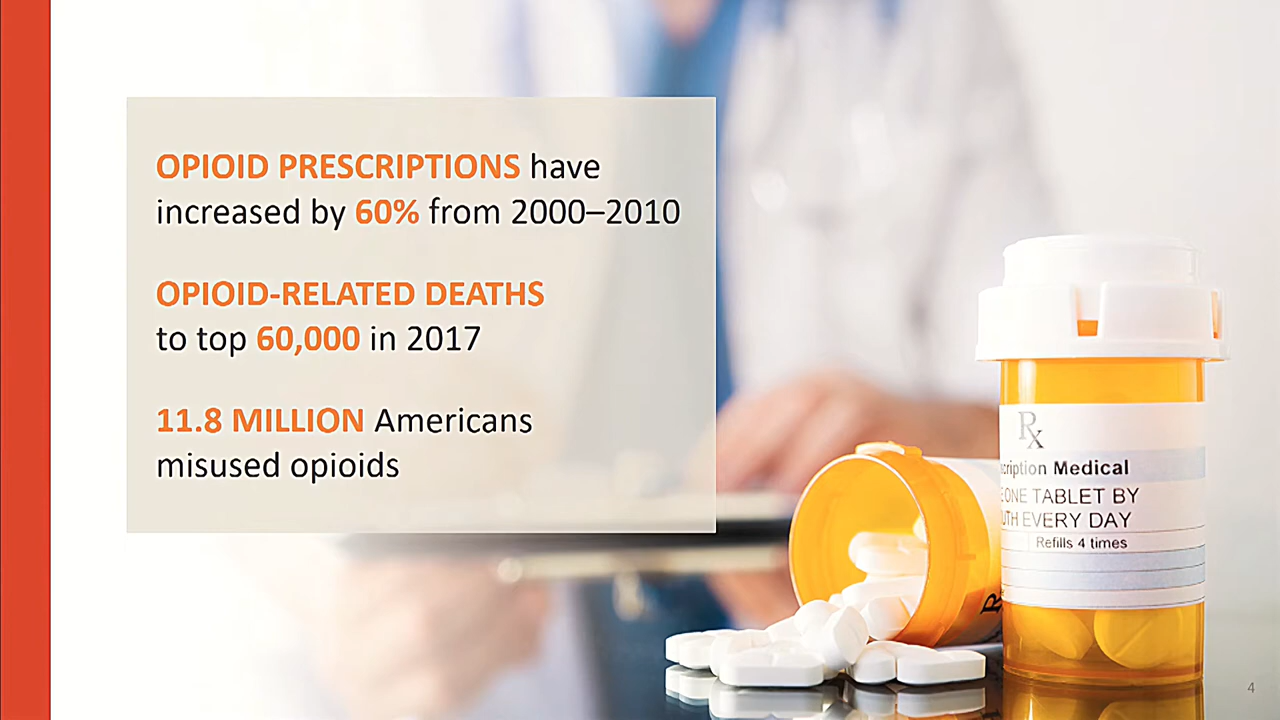 OPIOID PRESCRIPTIONS have
increased by 60% from 2000–2010
OPIOID-RELATED DEATHS
to top 60,000 in 2017
11.8 MILLION Americans
misused opioids
Rx
cription Medical
ONE TABLET BY
UTH EVERY DAY
Refills 4 times
R
4